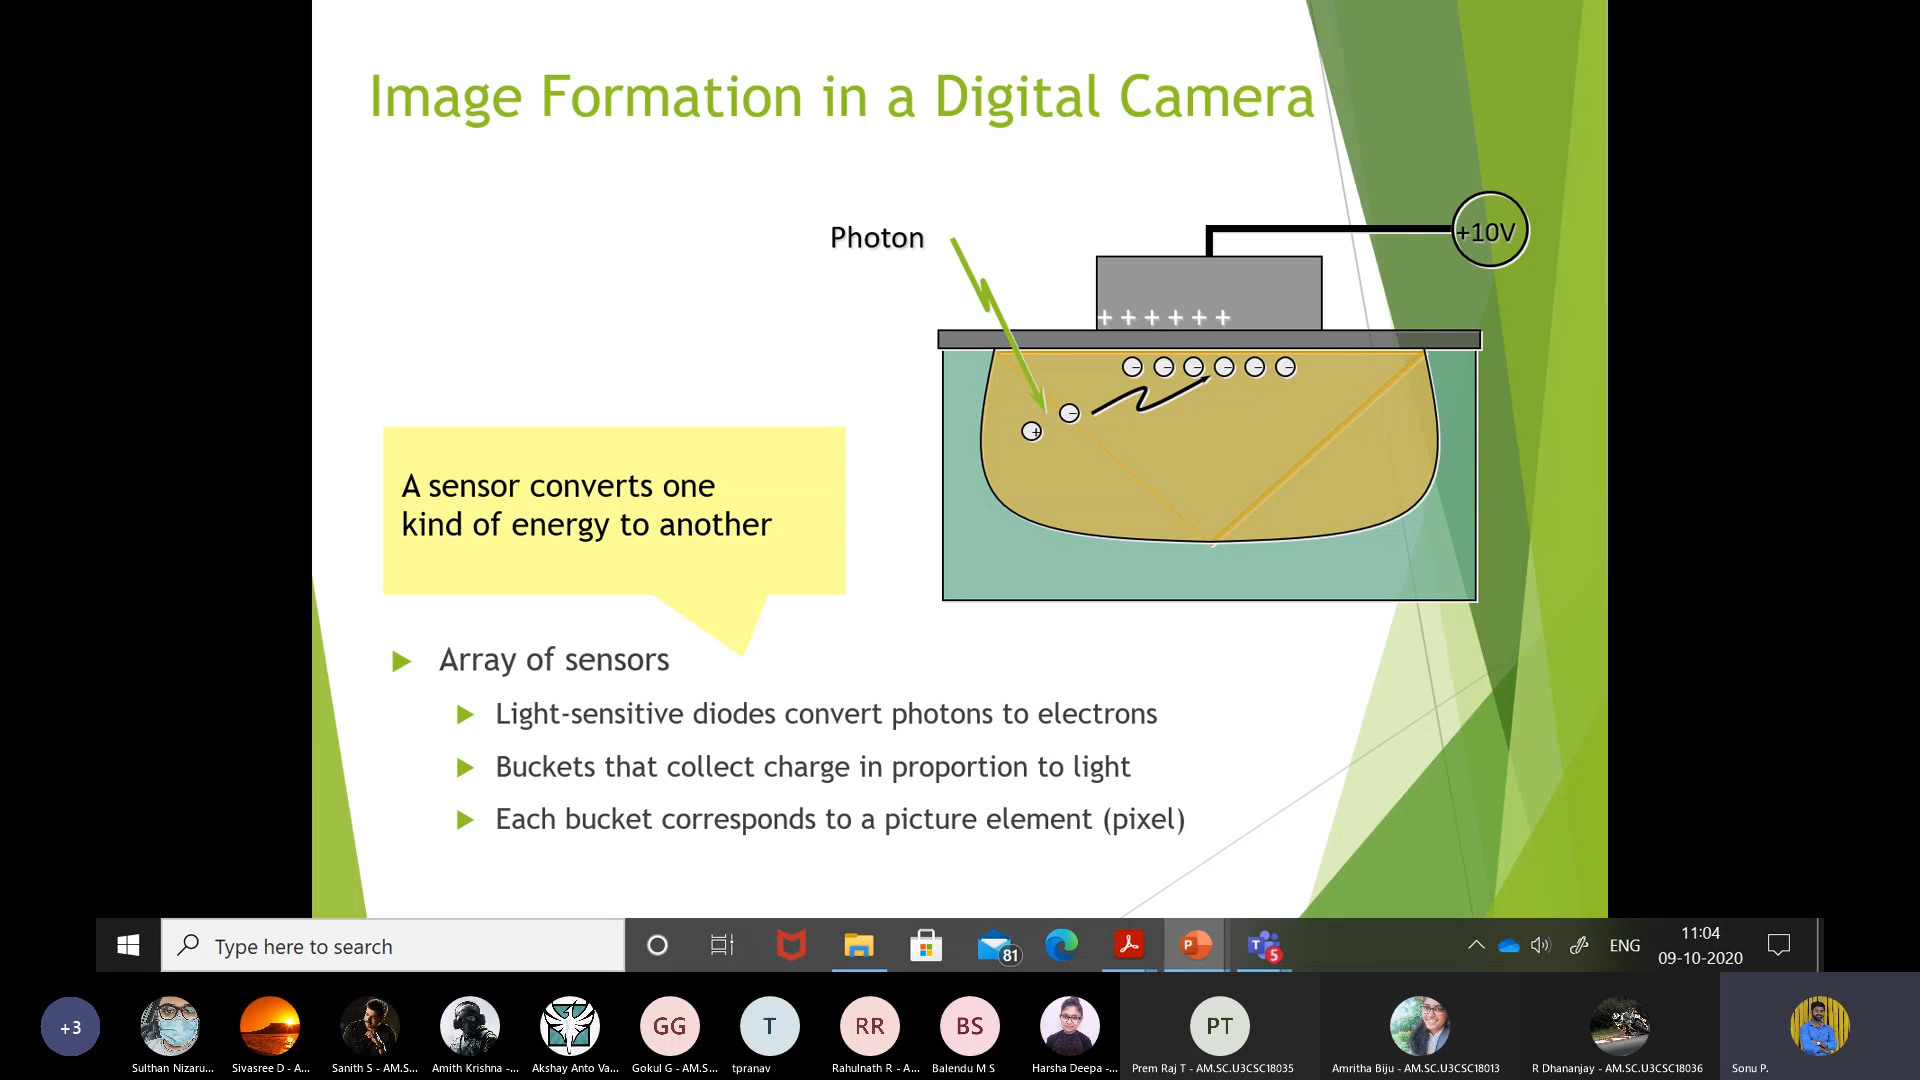 Image Formation in a Digital Camera
Photon
+10V
+ + + + + +
− − − − − −
−
+
A sensor converts one
kind of energy to another
Array of sensors
Light-sensitive diodes convert photons to electrons
Buckets that collect charge in proportion to light
Each bucket corresponds to a picture element (pixel)
Type here to search
81
P
T
5
ENG
11:04
09-10-2020
+3
GG
T
RR
BS
PT
Sulthan Nizaru...
Sivasree D - A...
Sanith S - AM.S...
Amith Krishna -...
Akshay Anto Va...
Gokul G - AM.S...
tpranav
Rahulnath R - A...
Balendu M S
Harsha Deepa -...
Prem Raj T - AM.SC.U3CSC18035
Amritha Biju - AM.SC.U3CSC18013
R Dhananjay - AM.SC.U3CSC18036
Sonu P.